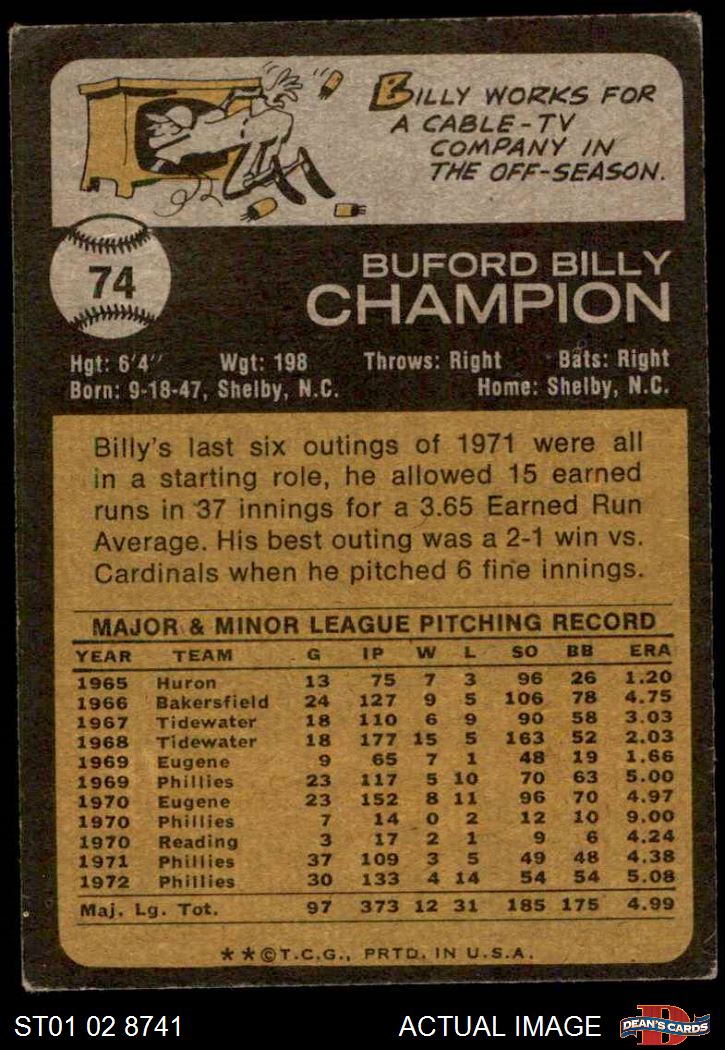 BILLY WORKS FOR
A CABLE-TV
COMPANY IN
THE OFF-SEASON.
74
BUFORD BILLY
CHAMPION
Hgt: 6'4" Wgt: 198 Throws: Right Bats: Right
Born: 9-18-47, Shelby, N.C. Home: Shelby, N.C.
Billy's last six outings of 1971 were all
in a starting role, he allowed 15 earned
runs in 37 innings for a 3.65 Earned Run
Average. His best outing was a 2-1 win vs.
Cardinals when he pitched 6 fine innings.
MAJOR & MINOR LEAGUE PITCHING RECORD
YEAR TEAM G IP W L SO BB ERA
1965 Huron 13 75 7 3 96 26 1.20
1966 Bakersfield 24 127 9 5 106 78 4.75
1967 Tidewater 18 110 6 9 90 58 3.03
1968 Tidewater 18 177 15 5 163 52 2.03
1969 Eugene 9 65 7 1 48 19 1.66
1969 Phillies 23 117 5 10 70 63 5.00
1970 Eugene 23 152 8 11 96 70 4.97
1970 Phillies 7 14 0 2 12 10 9.00
1970 Reading 3 17 2 1 9 6 4.24
1971 Phillies 37 109 3 5 49 48 4.38
1972 Phillies 30 133 4 14 54 54 5.08
Maj. Lg. Tot. 97 373 12 31 185 175 4.99
**©T.C.G., PRTD. IN U.S.A.
ST01 02 8741 ACTUAL IMAGE D DEAN'S CARDS